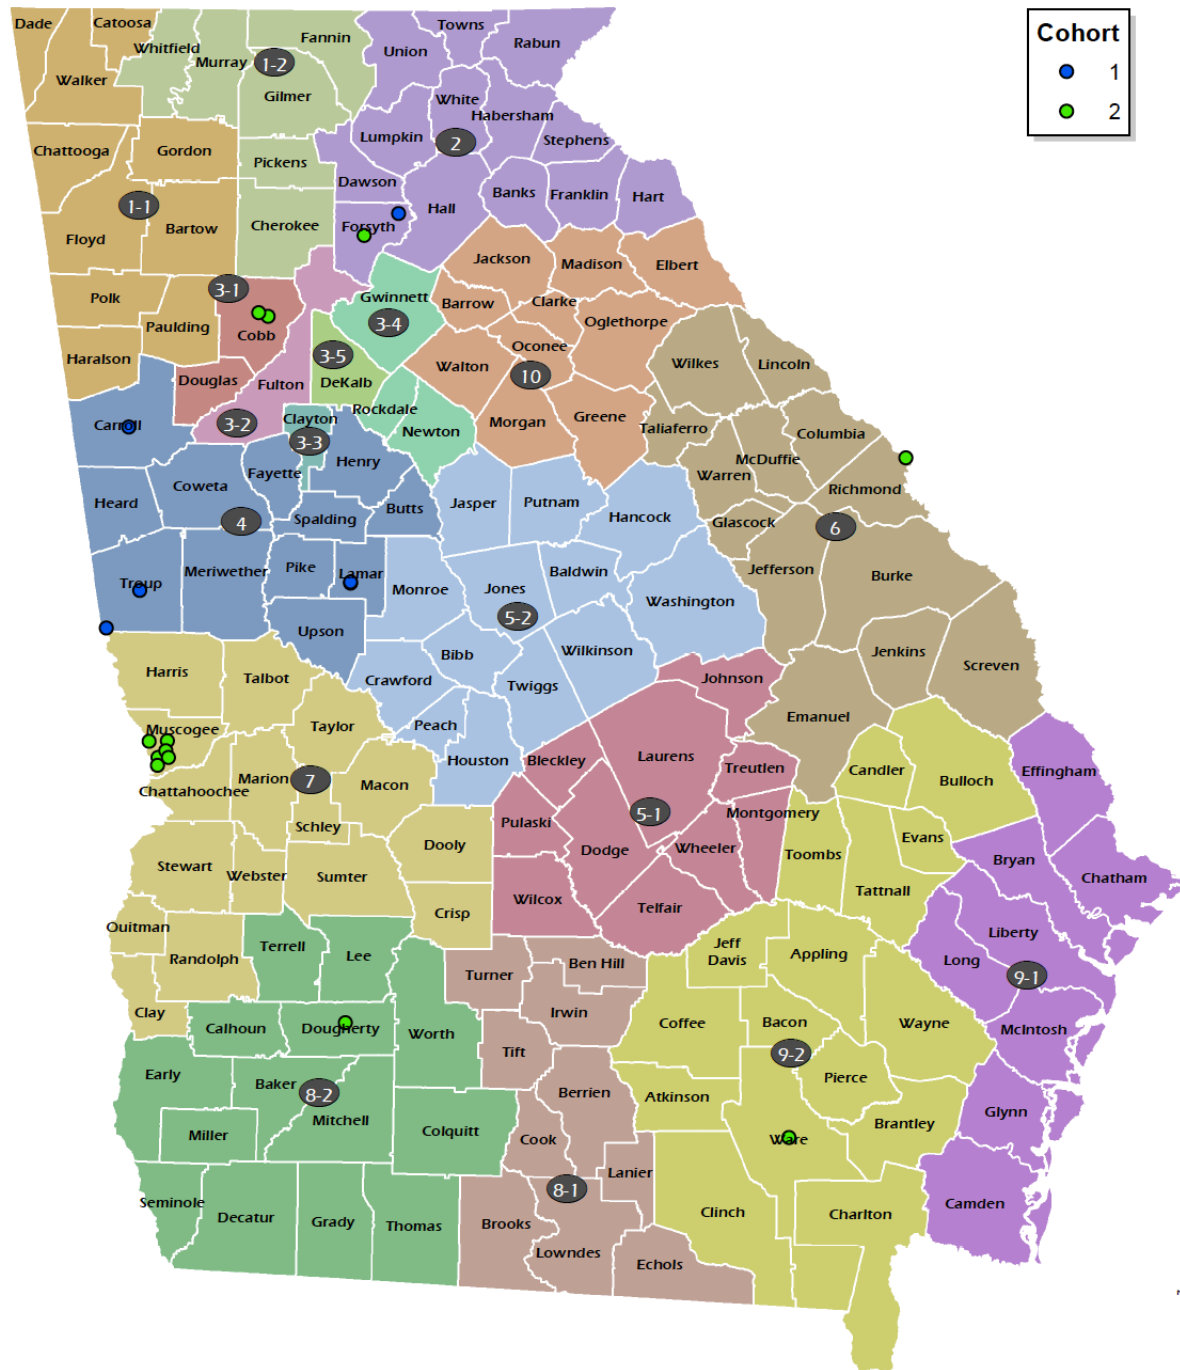 Cohort
1
2
Dade
Catoosa
Whitfield
Murray
Fannin
1-2
Gilmer
Walker
Union
Towns
Rabun
White
Habersham
Lumpkin
2
Stephens
Chattooga
Gordon
Pickens
Dawson
Banks
Franklin
Hart
Hall
1-1
Floyd
Bartow
Cherokee
Forsyth
Jackson
Madison
Elbert
Polk
3-1
Paulding
Cobb
Gwinnett
3-4
Barrow
Clarke
Oglethorpe
Oconee
Haralson
Douglas
Fulton
3-5
DeKalb
Walton
10
Wilkes
Lincoln
Rockdale
Newton
Morgan
Greene
Taliaferro
Columbia
Carroll
3-2
Clayton
3-3
Henry
McDuffie
Warren
Richmond
Heard
Coweta
Fayette
4
Spalding
Butts
Jasper
Putnam
Hancock
Glascock
6
Troup
Meriwether
Pike
Lamar
Monroe
Jones
5-2
Baldwin
Washington
Jefferson
Burke
Upson
Bibb
Wilkinson
Jenkins
Screven
Harris
Talbot
Crawford
Twiggs
Johnson
Emanuel
Muscogee
Taylor
Peach
Houston
Bleckley
Laurens
Treutlen
Candler
Bulloch
Effingham
Chattahoochee
Marion
7
Macon
Schley
Pulaski
5-1
Montgomery
Dodge
Wheeler
Toombs
Evans
Bryan
Chatham
Stewart
Webster
Sumter
Dooly
Tattnall
Crisp
Wilcox
Telfair
Quitman
Randolph
Terrell
Lee
Turner
Ben Hill
Jeff
Davis
Appling
Long
Liberty
9-1
Clay
Calhoun
Dougherty
Worth
Irwin
Tift
Coffee
Bacon
9-2
Wayne
McIntosh
Early
Baker
8-2
Mitchell
Berrien
Atkinson
Pierce
Brantley
Glynn
Miller
Colquitt
Cook
Ware
Lanier
8-1
Seminole
Decatur
Grady
Thomas
Brooks
Lowndes
Echols
Clinch
Charlton
Camden